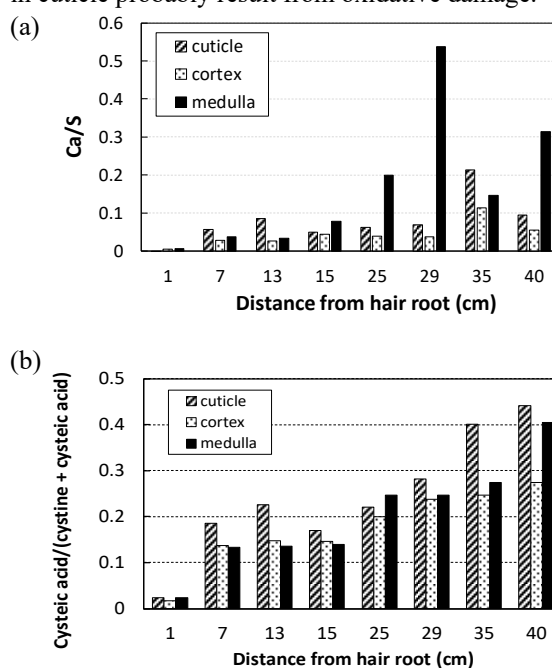 in cuticle probably result from oxidative damage.
(a)
0.6
0.5
0.4
0.3
0.2
0.1
0
Ca/S
cuticle
cortex
medulla
1 7 13 15 25 29 35 40
Distance from hair root (cm)
(b)
0.5
0.4
0.3
0.2
0.1
0
Cysteic acid/(cystine + cysteic acid)
cuticle
cortex
medulla
1 7 13 15 25 29 35 40
Distance from hair root (cm)